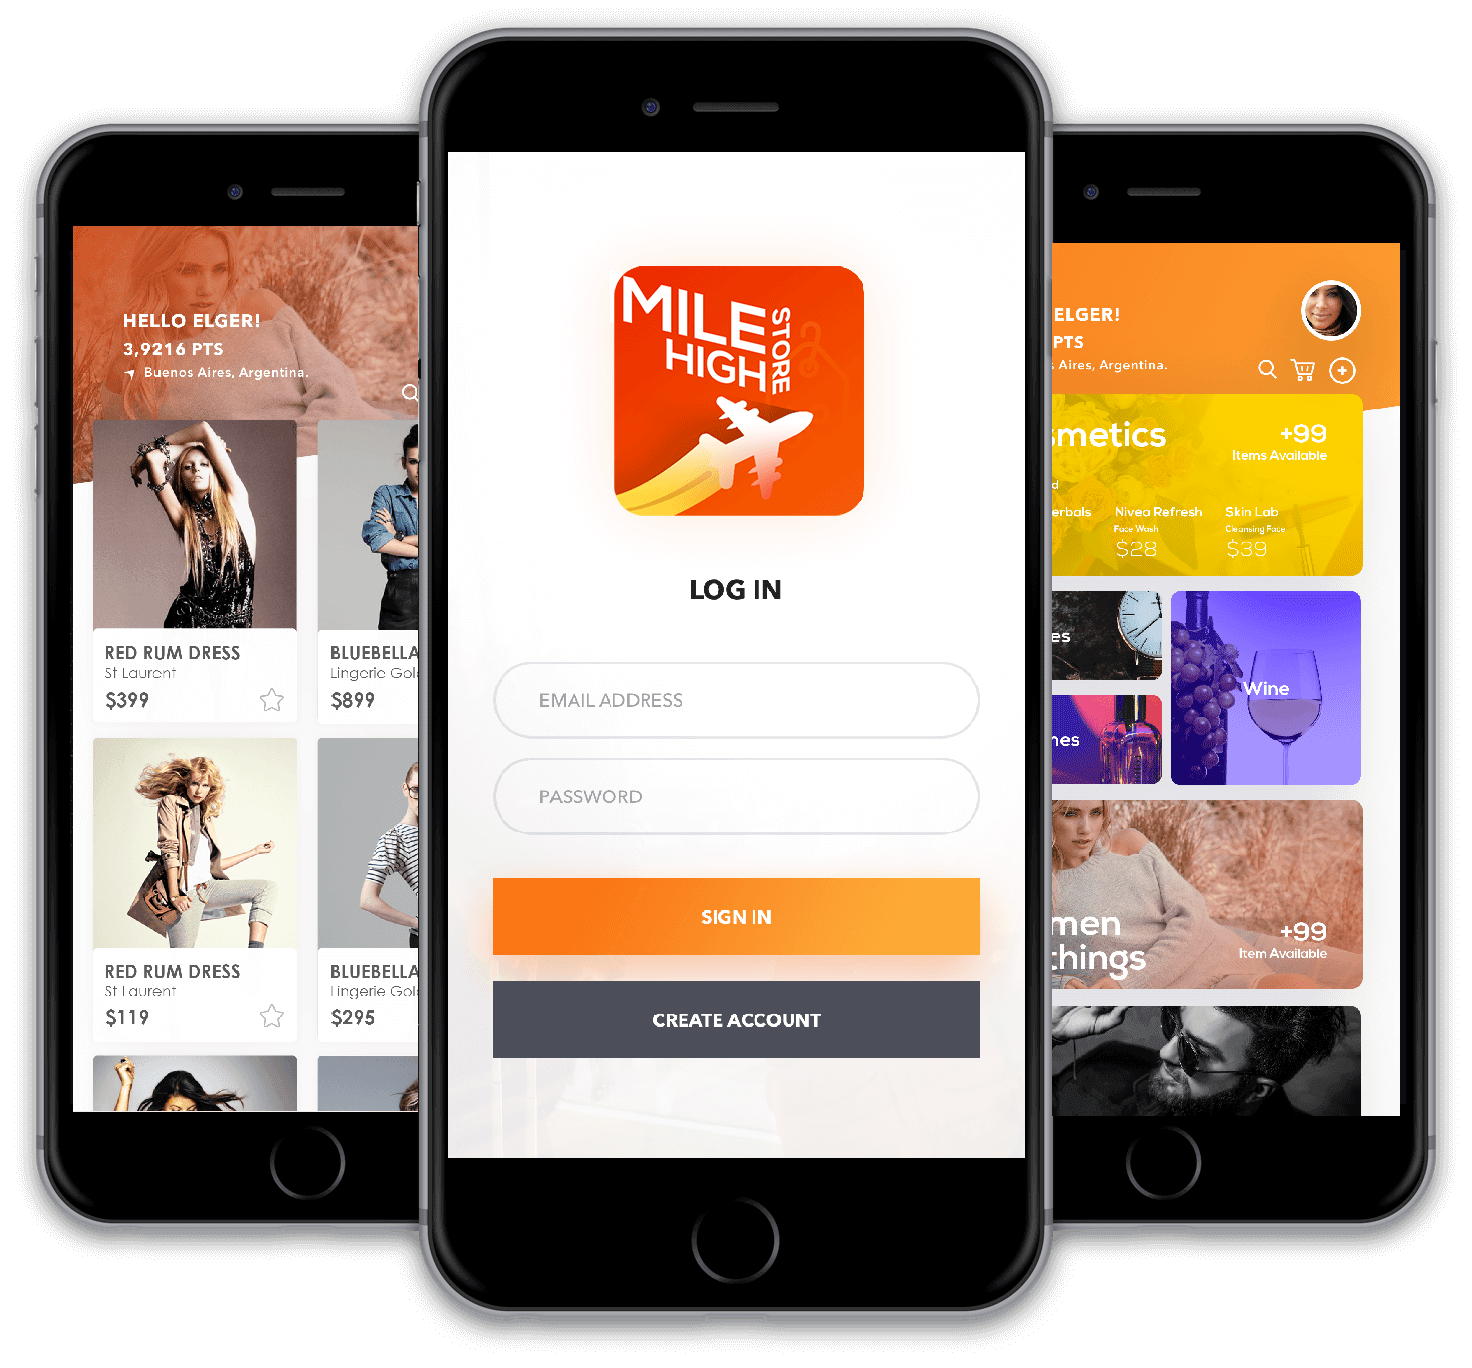 HELLO ELGER!
3,9216 PTS
Buenos Aires, Argentina.
RED RUM DRESS
St Laurent
$399
BLUEBELLA
Lingerie Gol
$899
RED RUM DRESS
St Laurent
$119
BLUEBELLA
Lingerie Gol
$295
MILE
HIGH
STORE
LOG IN
EMAIL ADDRESS
PASSWORD
SIGN IN
CREATE ACCOUNT
ELGER!
PTS
s Aires, Argentina.
smetics
+99
Items Available
d
erbals
Nivea Refresh
Face Wash
$28
Skin Lab
Cleansing Face
$39
es
Wine
nes
men
things
+99
Item Available